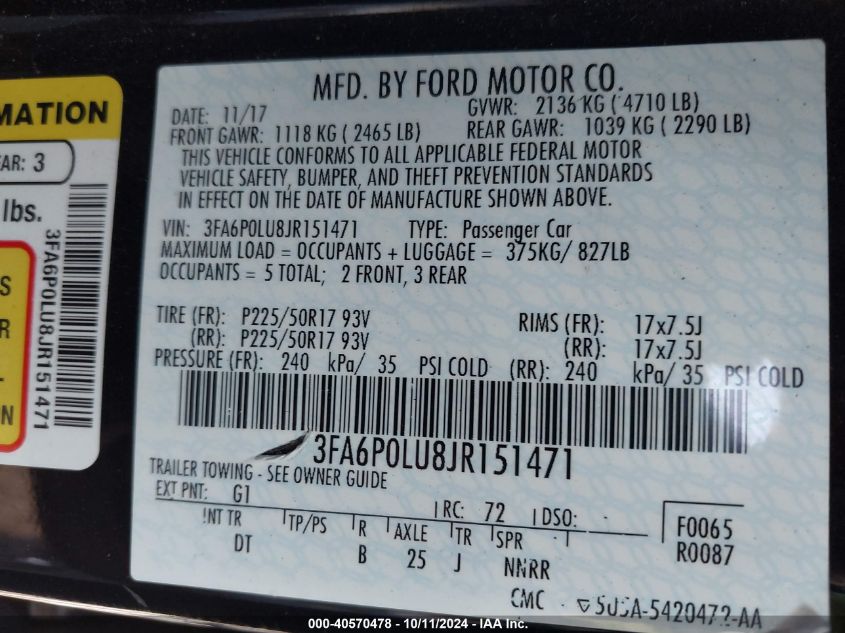 MATION
AR: 3
lbs.
S
R
N
3FA6P0LU8JR151471
MFD. BY FORD MOTOR CO.
DATE: 11/17 GVWR: 2136 KG ( 4710 LB)
FRONT GAWR: 1118 KG ( 2465 LB) REAR GAWR: 1039 KG ( 2290 LB)
THIS VEHICLE CONFORMS TO ALL APPLICABLE FEDERAL MOTOR
VEHICLE SAFETY, BUMPER, AND THEFT PREVENTION STANDARDS
IN EFFECT ON THE DATE OF MANUFACTURE SHOWN ABOVE.
VIN: 3FA6P0LU8JR151471 TYPE: Passenger Car
MAXIMUM LOAD = OCCUPANTS + LUGGAGE = 375KG/ 827LB
OCCUPANTS = 5 TOTAL; 2 FRONT, 3 REAR
TIRE (FR): P225/50R17 93V RIMS (FR): 17x7.5J
(RR): P225/50R17 93V (RR): 17x7.5J
PRESSURE (FR): 240 kPa/ 35 PSI COLD (RR): 240 kPa/ 35 PSI COLD
3FA6P0LU8JR151471
TRAILER TOWING - SEE OWNER GUIDE
EXT PNT: G1 RC: 72 DSO:
INT TR TP/PS R AXLE TR SPR F0065
DT B 25 J NNRR R0087
CMC 5U5A-5420472-AA
000-40570478 - 10/11/2024 - IAA Inc.